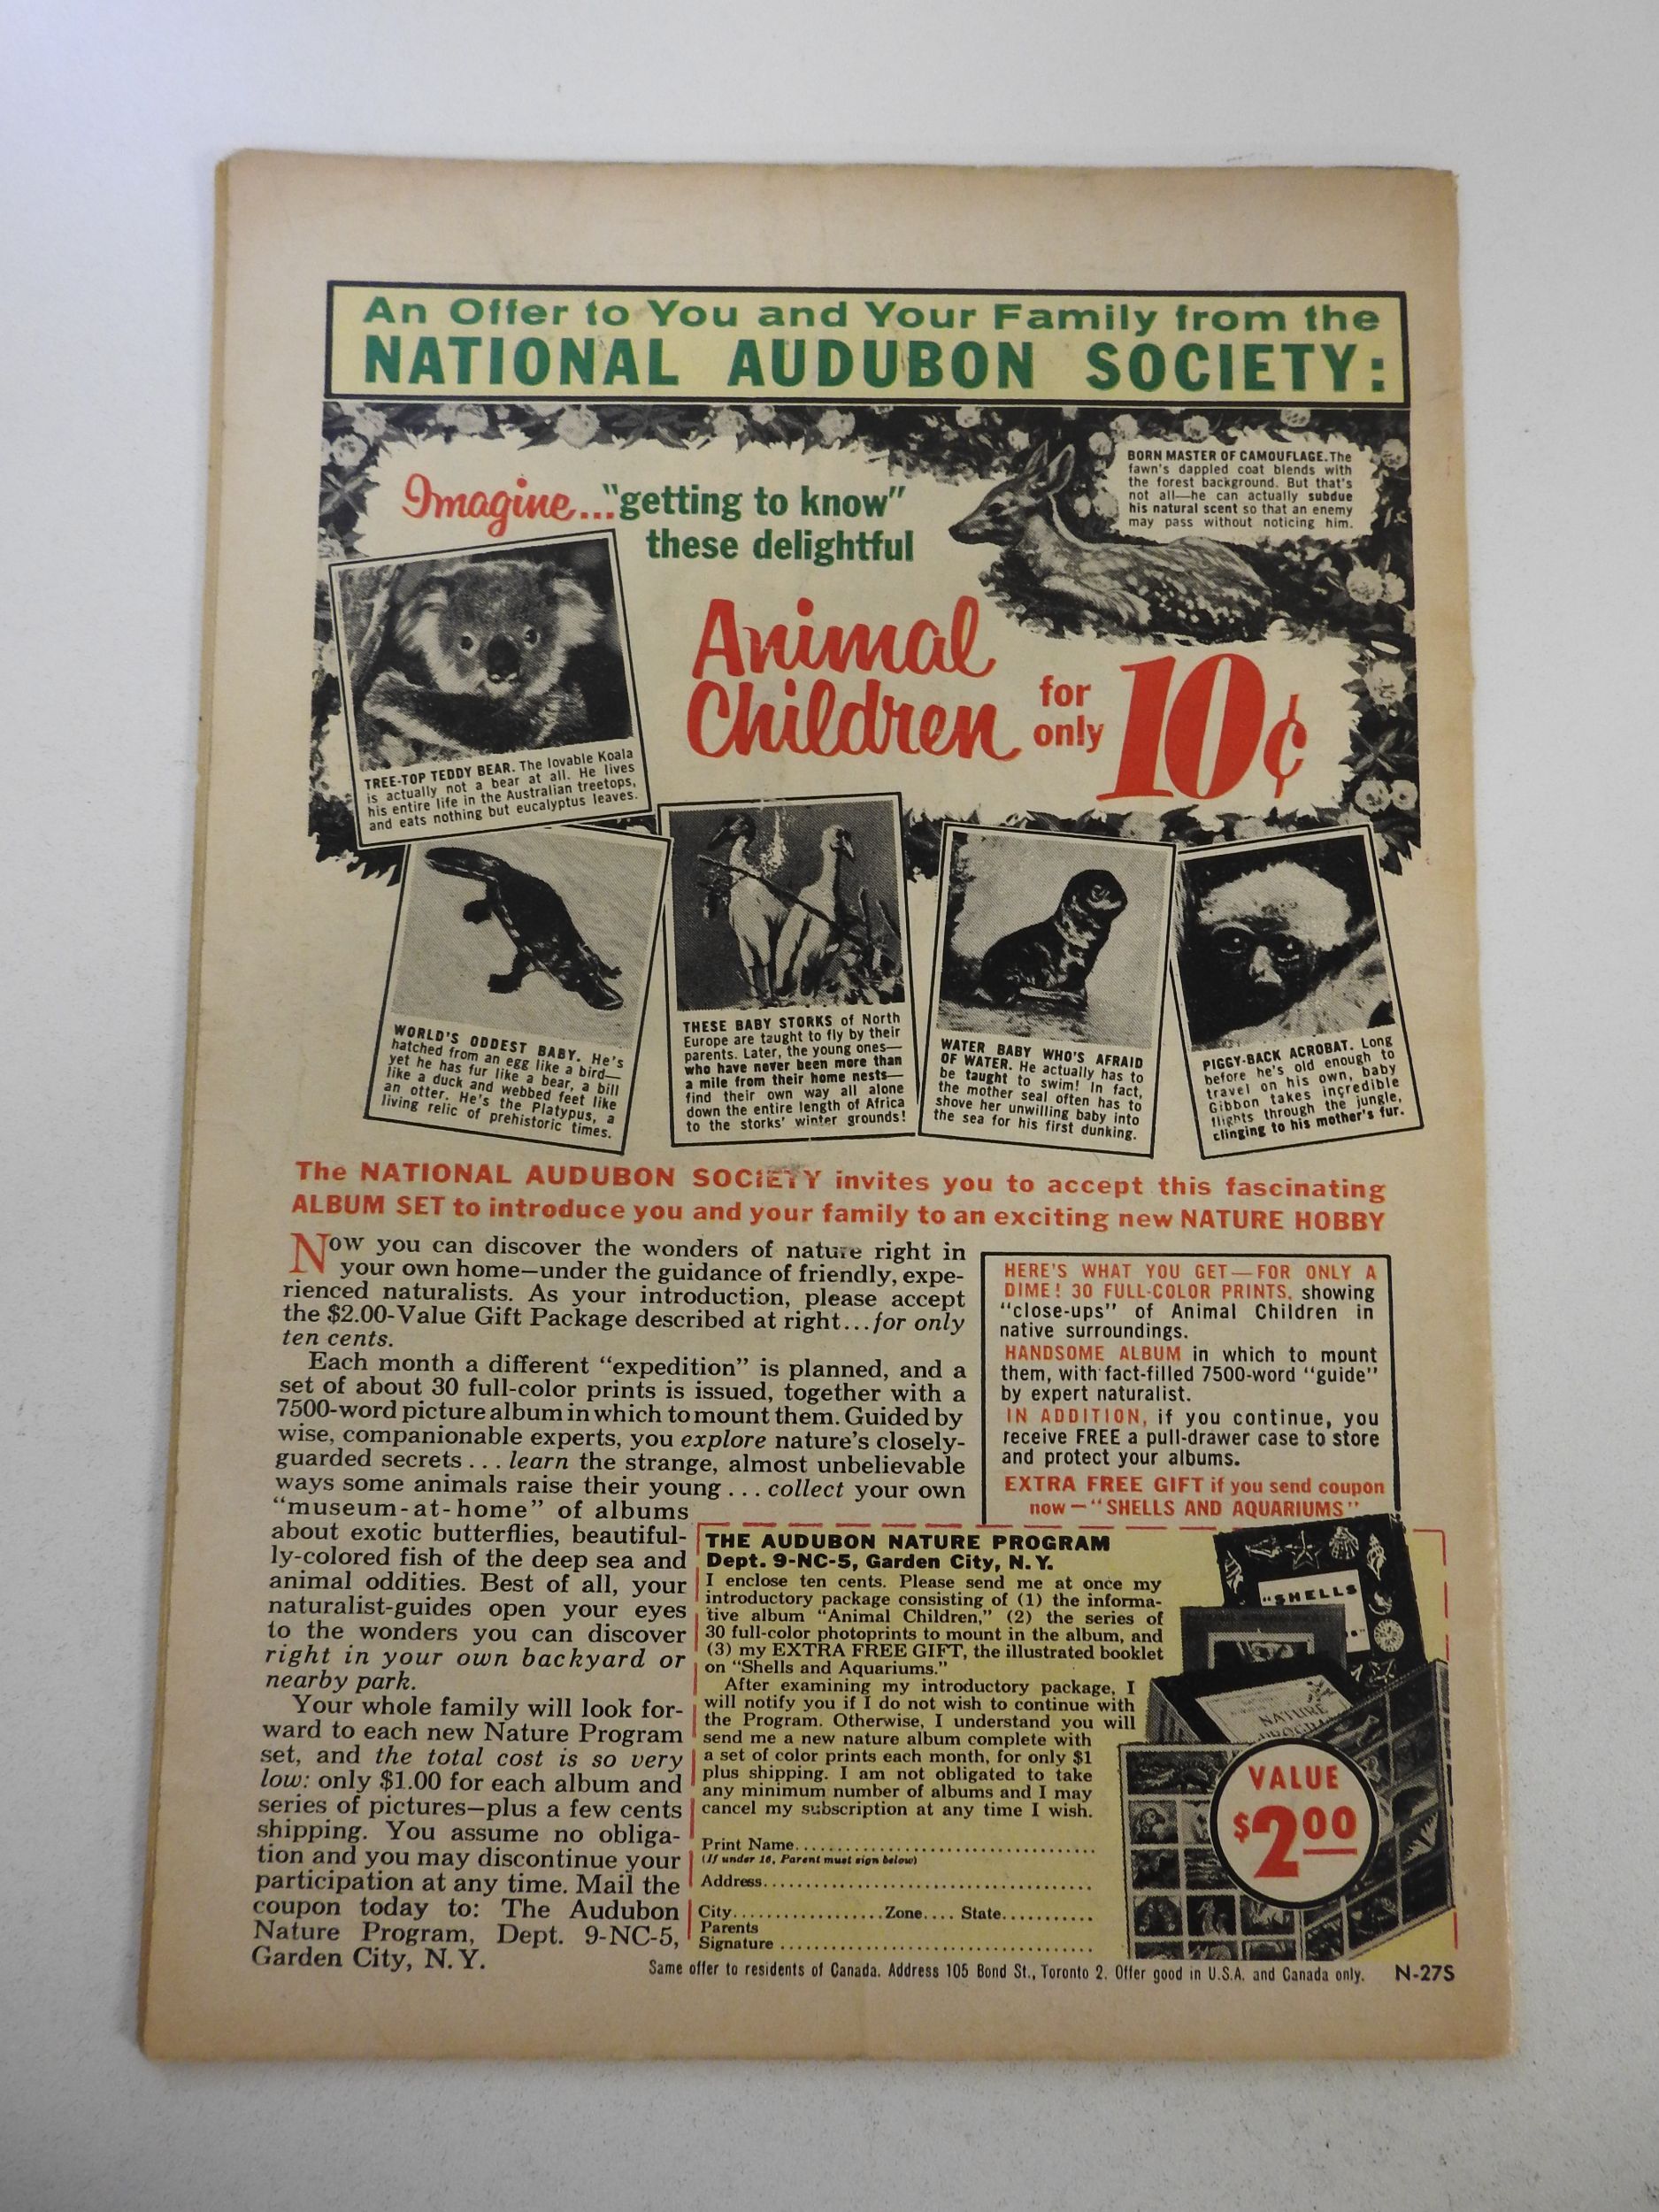 An Offer to You and Your Family from the
NATIONAL AUDUBON SOCIETY:
Imagine..."getting to know"
these delightful
Animal
Children
for
only
10¢
BORN MASTER OF CAMOUFLAGE. The
fawn's dappled coat blends with
the forest background. But that's
not all—he can actually subdue
his natural scent so that an enemy
may pass without noticing him.
TREE-TOP TEDDY BEAR. The lovable Koala
is actually not a bear at all. He lives
his entire life in the Australian treetops,
and eats nothing but eucalyptus leaves.
WORLD'S ODDEST BABY. He's
hatched from an egg like a bird—
yet he has fur like a bear, a bill
like a duck and webbed feet like
an otter. He's the Platypus, a
living relic of prehistoric times.
THESE BABY STORKS of North
Europe are taught to fly by their
parents. Later, the young ones—
who have never been more than
a mile from their home nests—
find their own way all alone
down the entire length of Africa
to the storks' winter grounds!
WATER BABY WHO'S AFRAID
OF WATER. He actually has to
be taught to swim! In fact,
the mother seal often has to
shove her unwilling baby into
the sea for his first dunking.
PIGGY-BACK ACROBAT. Long
before he's old enough to
travel on his own, baby
Gibbon takes incredible
flights through the jungle,
clinging to his mother's fur.
The NATIONAL AUDUBON SOCIETY invites you to accept this fascinating
ALBUM SET to introduce you and your family to an exciting new NATURE HOBBY
Now you can discover the wonders of nature right in
your own home—under the guidance of friendly, expe-
rienced naturalists. As your introduction, please accept
the $2.00-Value Gift Package described at right...for only
ten cents.
Each month a different "expedition" is planned, and a
set of about 30 full-color prints is issued, together with a
7500-word picture album in which to mount them. Guided by
wise, companionable experts, you explore nature's closely-
guarded secrets ... learn the strange, almost unbelievable
ways some animals raise their young ... collect your own
"museum-at-home" of albums
about exotic butterflies, beautiful-
ly-colored fish of the deep sea and
animal oddities. Best of all, your
naturalist-guides open your eyes
to the wonders you can discover
right in your own backyard or
nearby park.
Your whole family will look for-
ward to each new Nature Program
set, and the total cost is so very
low: only $1.00 for each album and
series of pictures—plus a few cents
shipping. You assume no obliga-
tion and you may discontinue your
participation at any time. Mail the
coupon today to: The Audubon
Nature Program, Dept. 9-NC-5,
Garden City, N. Y.
HERE'S WHAT YOU GET—FOR ONLY A
DIME! 30 FULL-COLOR PRINTS, showing
"close-ups" of Animal Children in
native surroundings.
HANDSOME ALBUM in which to mount
them, with fact-filled 7500-word "guide"
by expert naturalist.
IN ADDITION, if you continue, you
receive FREE a pull-drawer case to store
and protect your albums.
EXTRA FREE GIFT if you send coupon
now—"SHELLS AND AQUARIUMS"
THE AUDUBON NATURE PROGRAM
Dept. 9-NC-5, Garden City, N. Y.
I enclose ten cents. Please send me at once my
introductory package consisting of (1) the informa-
tive album "Animal Children," (2) the series of
30 full-color photoprints to mount in the album, and
(3) my EXTRA FREE GIFT, the illustrated booklet
on "Shells and Aquariums."
After examining my introductory package, I
will notify you if I do not wish to continue with
the Program. Otherwise, I understand you will
send me a new nature album complete with
a set of color prints each month, for only $1
plus shipping. I am not obligated to take
any minimum number of albums and I may
cancel my subscription at any time I wish.
Print Name
(If under 16, Parent must sign below)
Address
City Zone State
Parents
Signature
"SHELLS
NATURE
VALUE
$2.00
Same offer to residents of Canada. Address 105 Bond St., Toronto 2. Offer good in U.S.A. and Canada only. N-27S